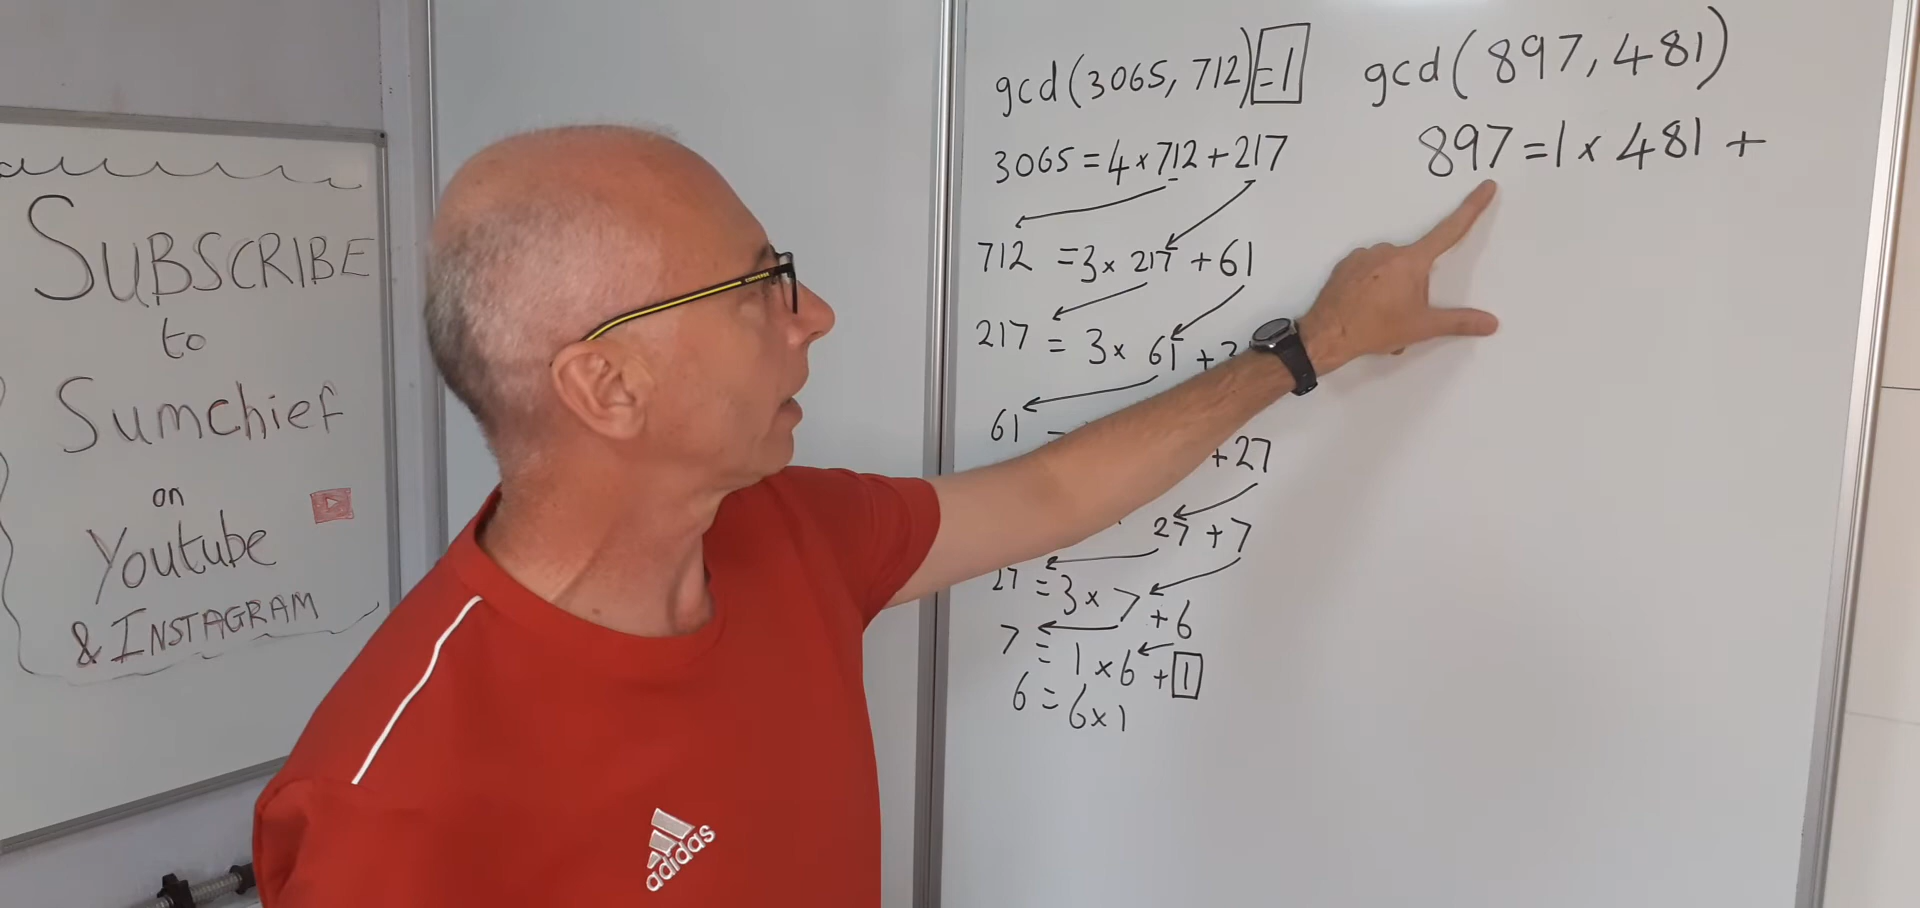 SUBSCRIBE
to
Sumchief
on
Youtube
& INSTAGRAM
gcd(3065, 712)=1
3065 = 4 × 712 + 217
712 = 3 × 217 + 61
217 = 3 × 61 +
61 = + 27
27 + 7
27 = 3 × 7 + 6
7 = 1 × 6 + 1
6 = 6 × 1
gcd(897, 481)
897 = 1 × 481 +
CONVERSE
adidas